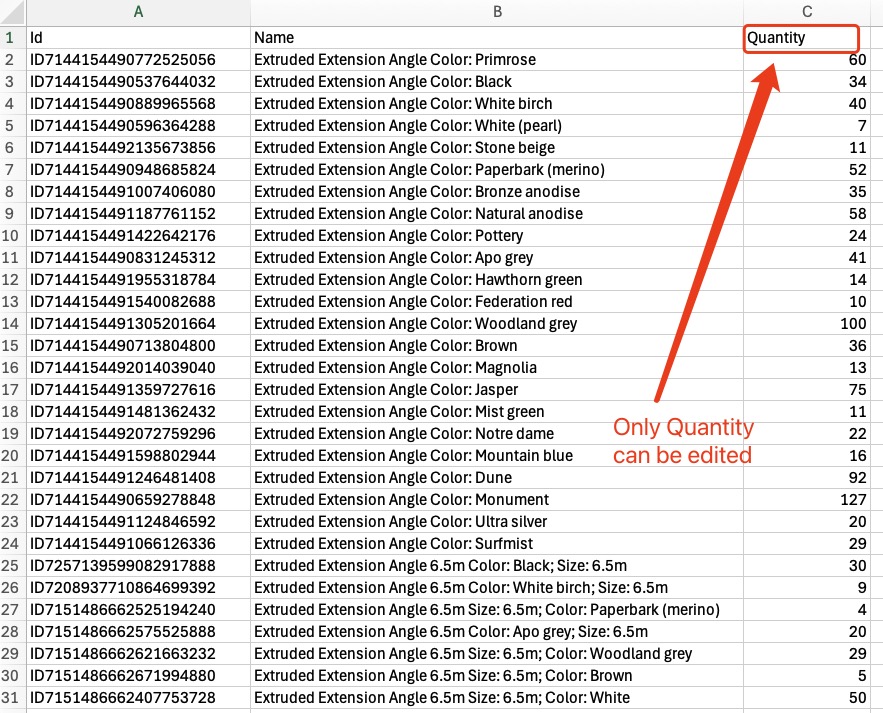 A B C
1 Id Name Quantity
2 ID7144154490772525056 Extruded Extension Angle Color: Primrose 60
3 ID7144154490537644032 Extruded Extension Angle Color: Black 34
4 ID7144154490889965568 Extruded Extension Angle Color: White birch 40
5 ID7144154490596364288 Extruded Extension Angle Color: White (pearl) 7
6 ID7144154492135673856 Extruded Extension Angle Color: Stone beige 11
7 ID7144154490948685824 Extruded Extension Angle Color: Paperbark (merino) 52
8 ID7144154491007406080 Extruded Extension Angle Color: Bronze anodise 35
9 ID7144154491187761152 Extruded Extension Angle Color: Natural anodise 58
10 ID7144154491422642176 Extruded Extension Angle Color: Pottery 24
11 ID7144154490831245312 Extruded Extension Angle Color: Apo grey 41
12 ID7144154491955318784 Extruded Extension Angle Color: Hawthorn green 14
13 ID7144154491540082688 Extruded Extension Angle Color: Federation red 10
14 ID7144154491305201664 Extruded Extension Angle Color: Woodland grey 100
15 ID7144154490713804800 Extruded Extension Angle Color: Brown 36
16 ID7144154492014039040 Extruded Extension Angle Color: Magnolia 13
17 ID7144154491359727616 Extruded Extension Angle Color: Jasper 75
18 ID7144154491481362432 Extruded Extension Angle Color: Mist green 11
19 ID7144154492072759296 Extruded Extension Angle Color: Notre dame 22
20 ID7144154491598802944 Extruded Extension Angle Color: Mountain blue 16
Only Quantity
can be edited
21 ID7144154491246481408 Extruded Extension Angle Color: Dune 92
22 ID7144154490659278848 Extruded Extension Angle Color: Monument 127
23 ID7144154491124846592 Extruded Extension Angle Color: Ultra silver 20
24 ID7144154491066126336 Extruded Extension Angle Color: Surfmist 29
25 ID7257139599082917888 Extruded Extension Angle 6.5m Color: Black; Size: 6.5m 30
26 ID7208937710864699392 Extruded Extension Angle 6.5m Color: White birch; Size: 6.5m 9
27 ID7151486662525194240 Extruded Extension Angle 6.5m Size: 6.5m; Color: Paperbark (merino) 4
28 ID7151486662575525888 Extruded Extension Angle 6.5m Color: Apo grey; Size: 6.5m 20
29 ID7151486662621663232 Extruded Extension Angle 6.5m Size: 6.5m; Color: Woodland grey 29
30 ID7151486662671994880 Extruded Extension Angle 6.5m Size: 6.5m; Color: Brown 5
31 ID7151486662407753728 Extruded Extension Angle 6.5m Size: 6.5m; Color: White 50